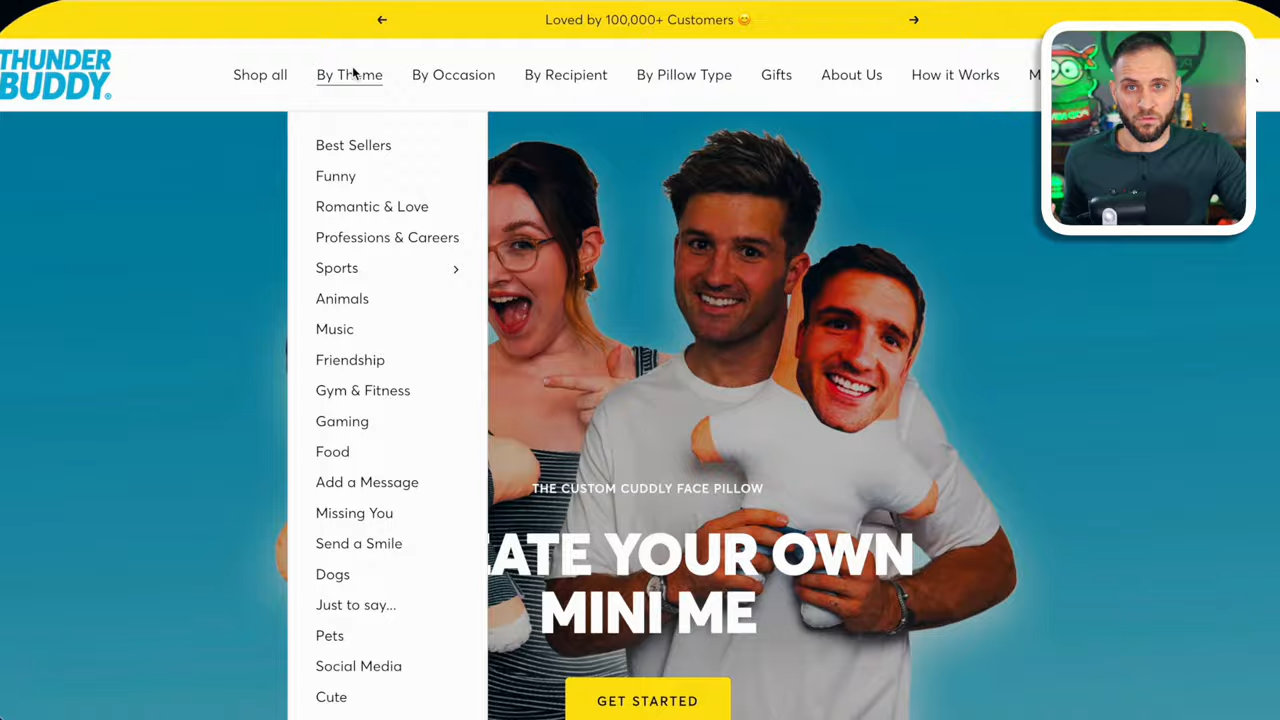 Loved by 100,000+ Customers 😊
THUNDER
BUDDY®
Shop all By Theme By Occasion By Recipient By Pillow Type Gifts About Us How it Works M
Best Sellers
Funny
Romantic & Love
Professions & Careers
Sports
Animals
Music
Friendship
Gym & Fitness
Gaming
Food
Add a Message
Missing You
Send a Smile
Dogs
Just to say...
Pets
Social Media
Cute
THE CUSTOM CUDDLY FACE PILLOW
EATE YOUR OWN
MINI ME
GET STARTED